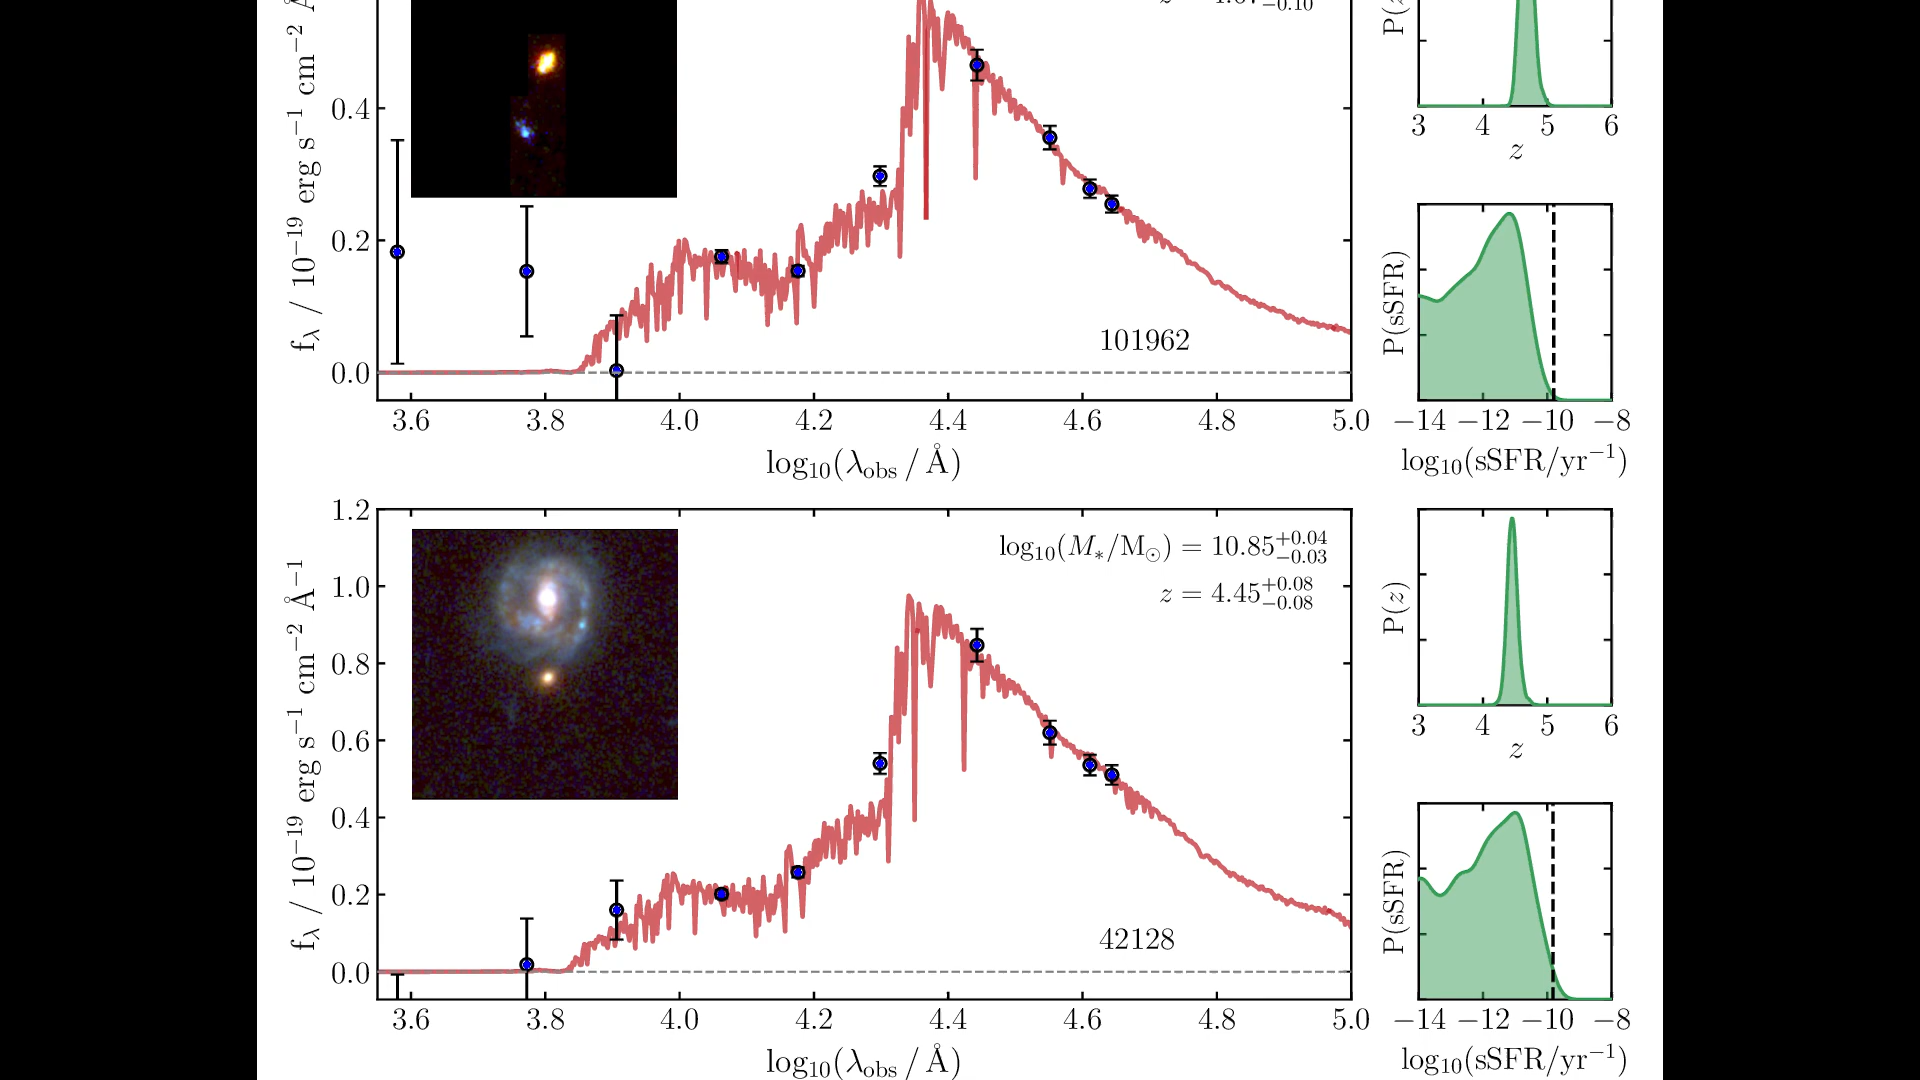 0.4
0.2
0.0
f_λ / 10^−19 erg s^−1 cm^−2
−0.10
101962
3.6 3.8 4.0 4.2 4.4 4.6 4.8 5.0
log10(λobs / Å)
3 4 5 6
z
P(sSFR)
−14 −12 −10 −8
log10(sSFR/yr^−1)
1.2
1.0
0.8
0.6
0.4
0.2
0.0
f_λ / 10^−19 erg s^−1 cm^−2 Å^−1
log10(M∗/M⊙) = 10.85 +0.04 −0.03
z = 4.45 +0.08 −0.08
42128
3.6 3.8 4.0 4.2 4.4 4.6 4.8 5.0
log10(λobs / Å)
P(z)
3 4 5 6
z
P(sSFR)
−14 −12 −10 −8
log10(sSFR/yr^−1)